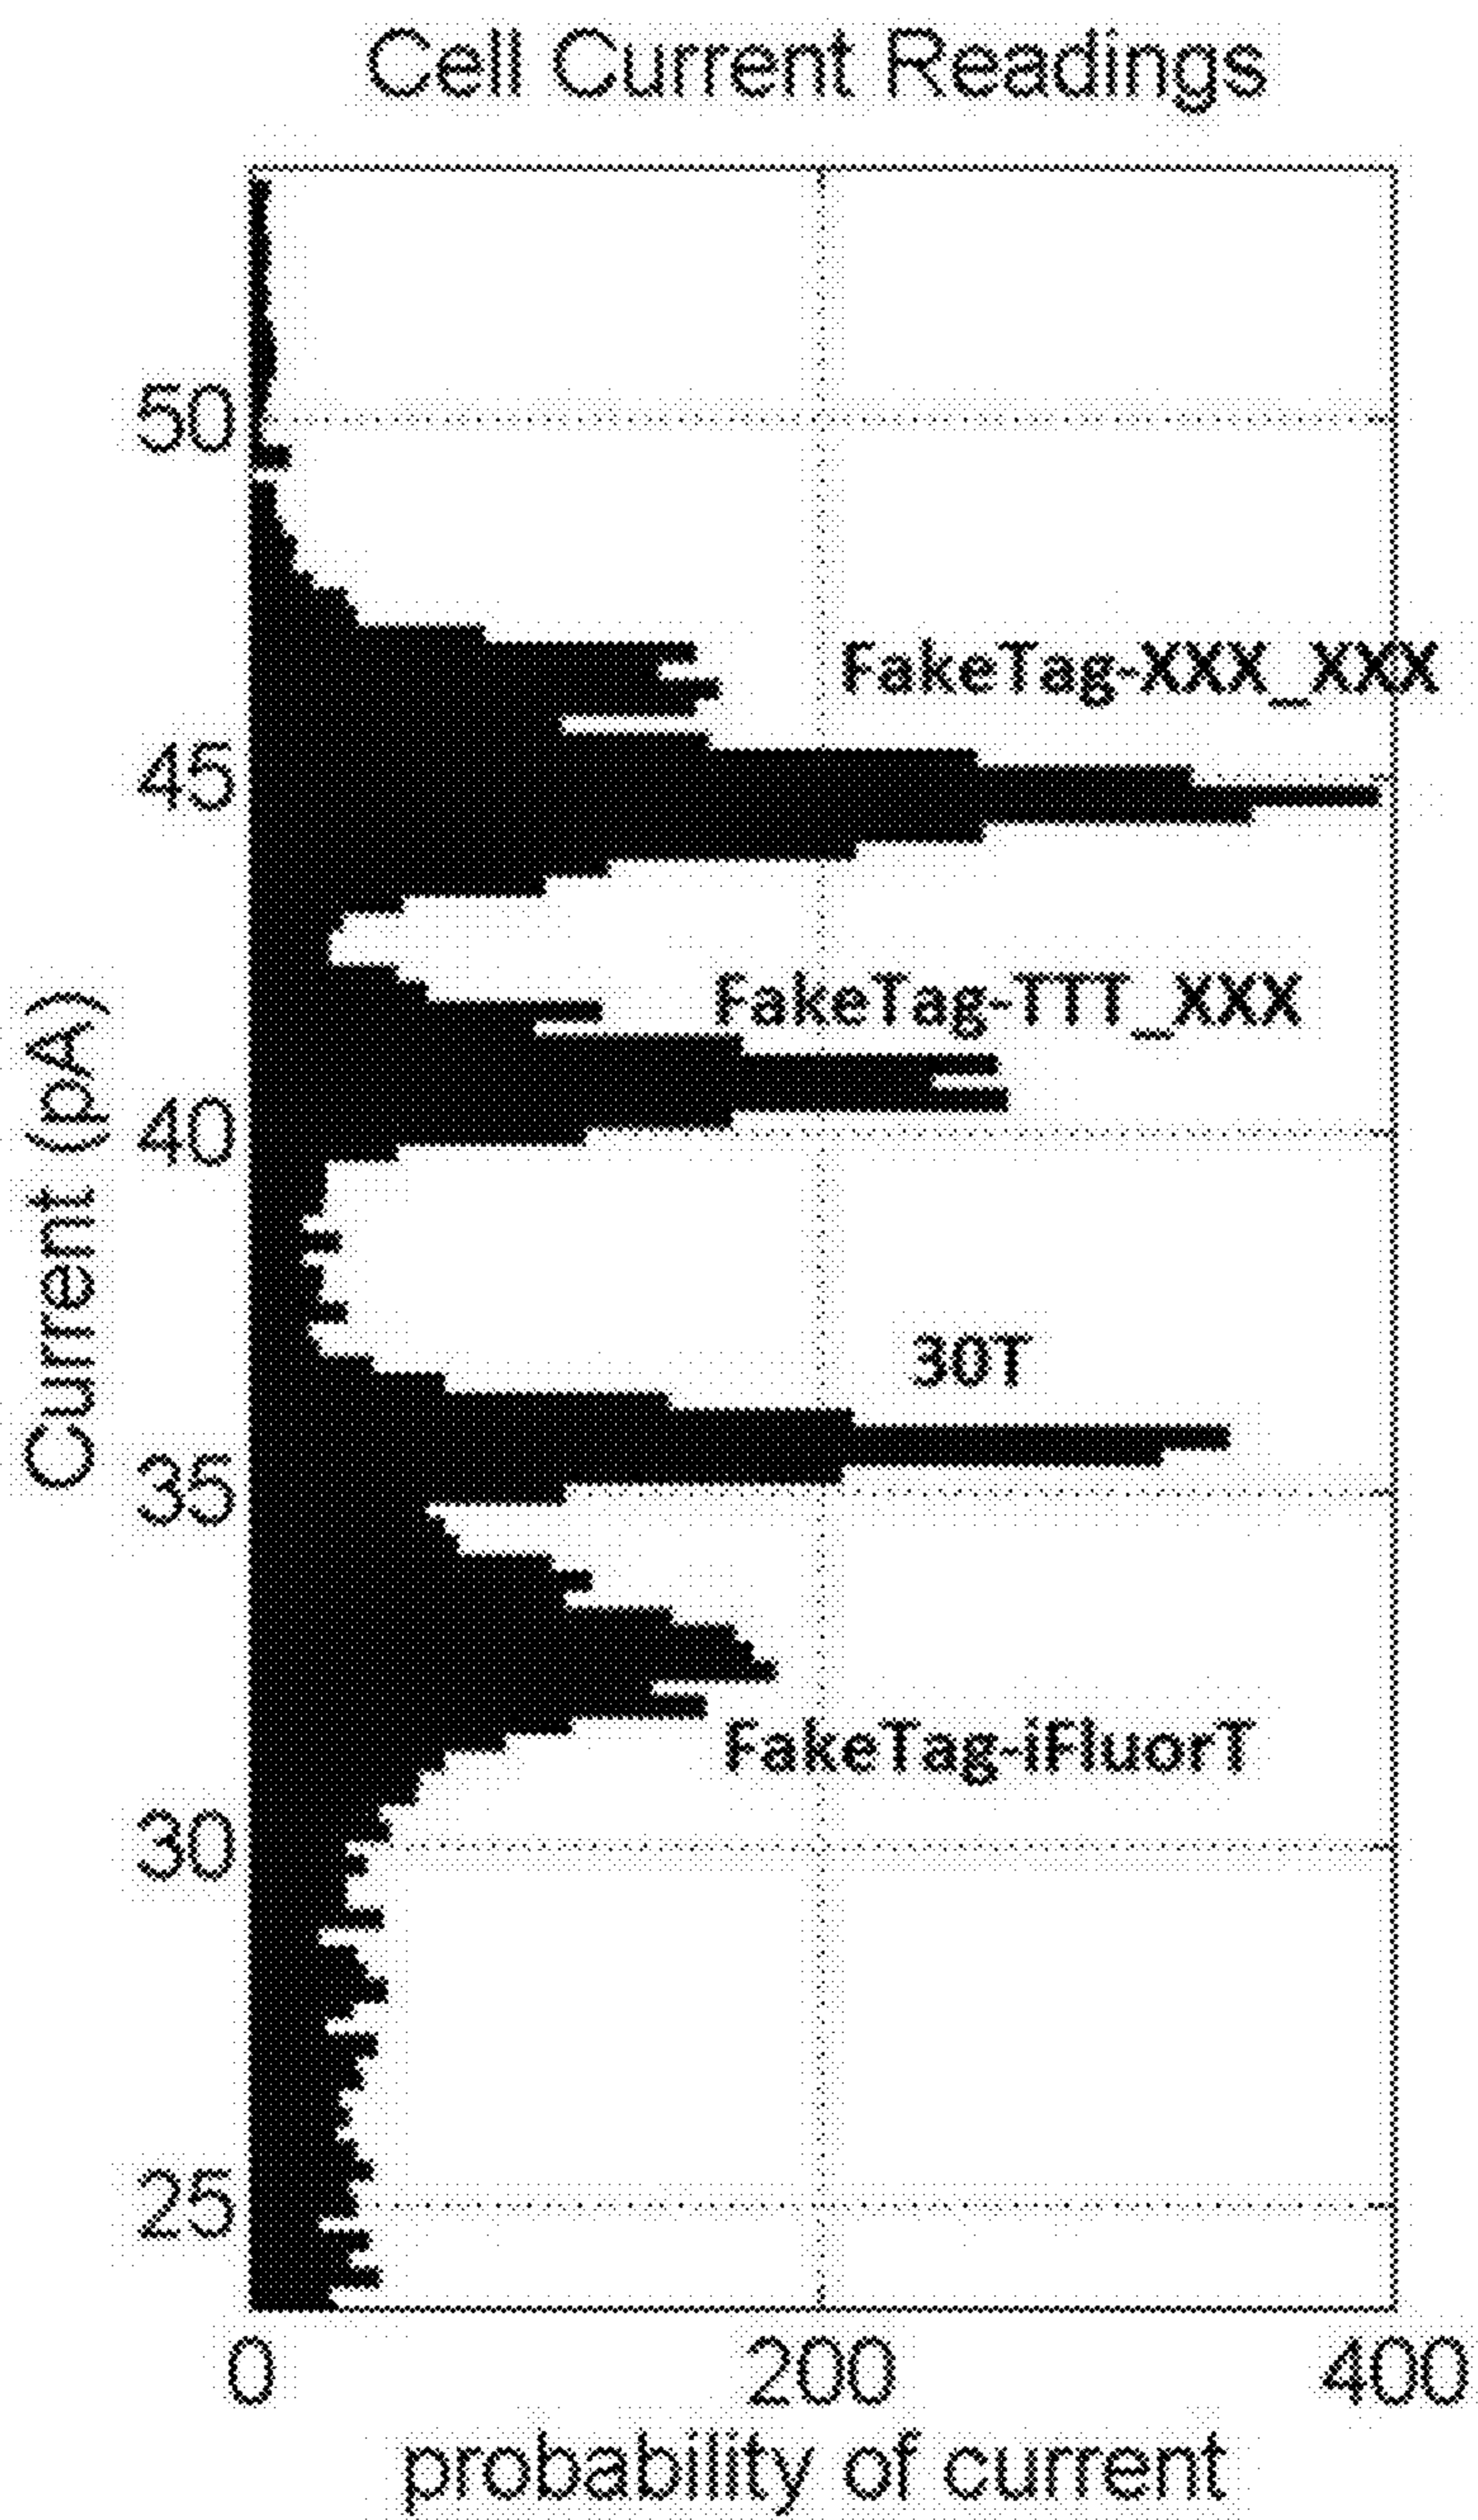 Cell Current Readings
50
FakeTag-XXX_XXX
45
FakeTag-TTT_XXX
Current (pA)
40
30T
35
FakeTag-iFluorT
30
25
0 200 400
probability of current